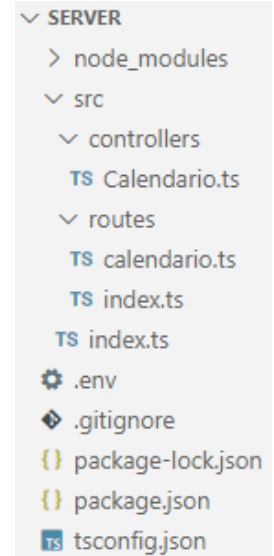 SERVER
node_modules
src
controllers
TS Calendario.ts
routes
TS calendario.ts
TS index.ts
TS index.ts
.env
.gitignore
{} package-lock.json
{} package.json
TS tsconfig.json